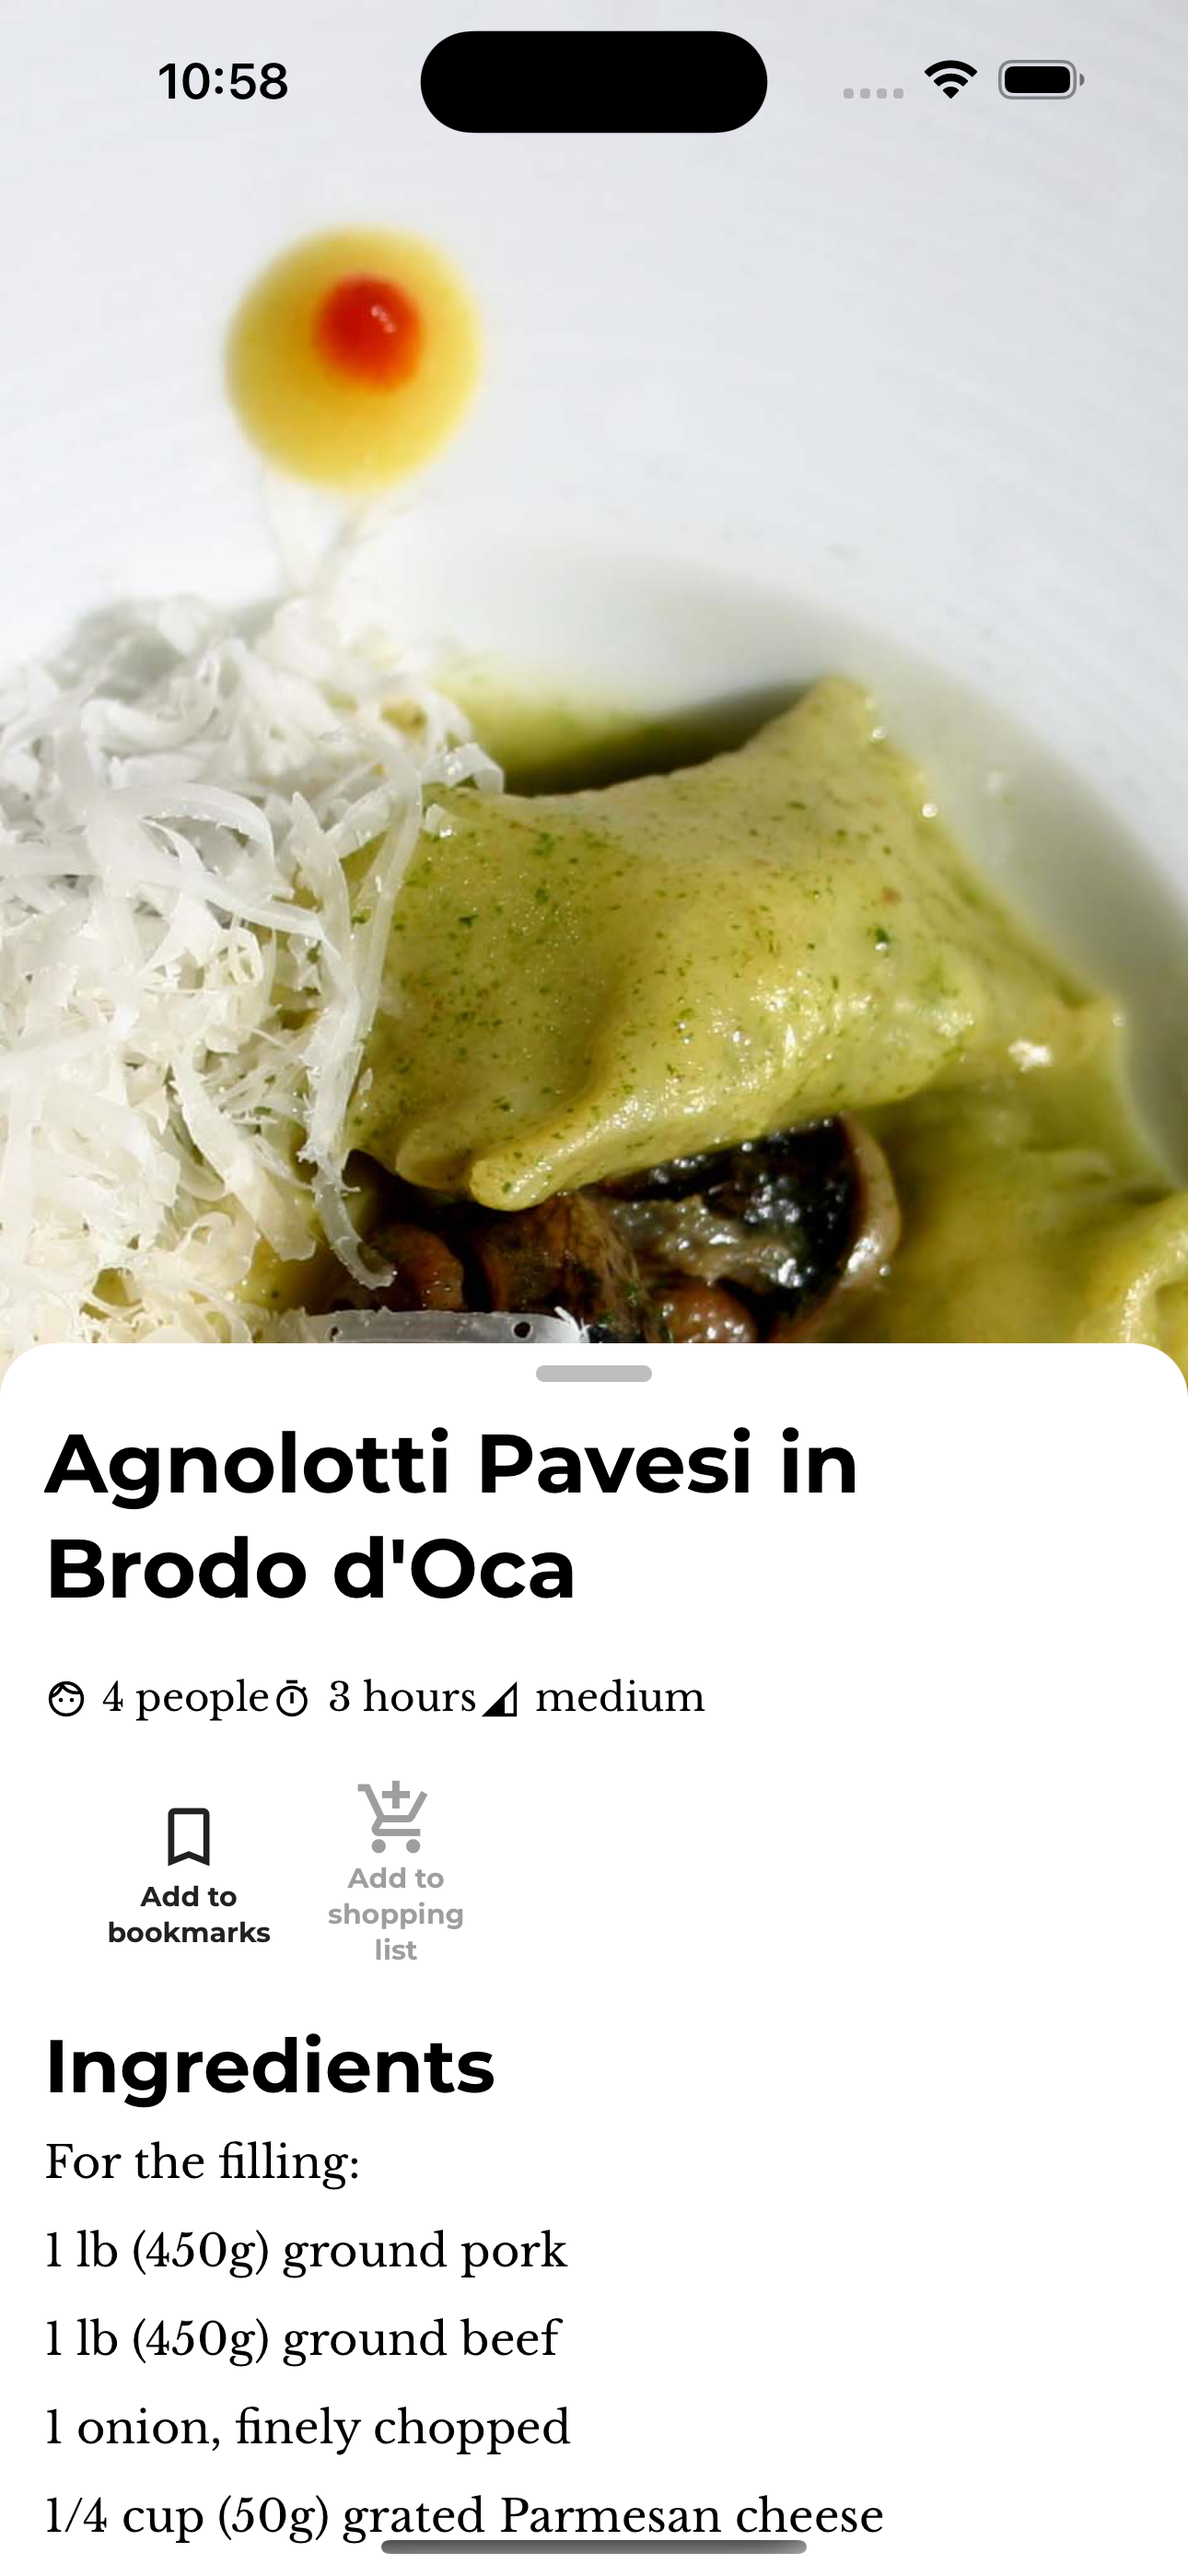 10:58
Agnolotti Pavesi in
Brodo d'Oca
4 people 3 hours medium
Add to
bookmarks
Add to
shopping
list
Ingredients
For the filling:
1 lb (450g) ground pork
1 lb (450g) ground beef
1 onion, finely chopped
1/4 cup (50g) grated Parmesan cheese